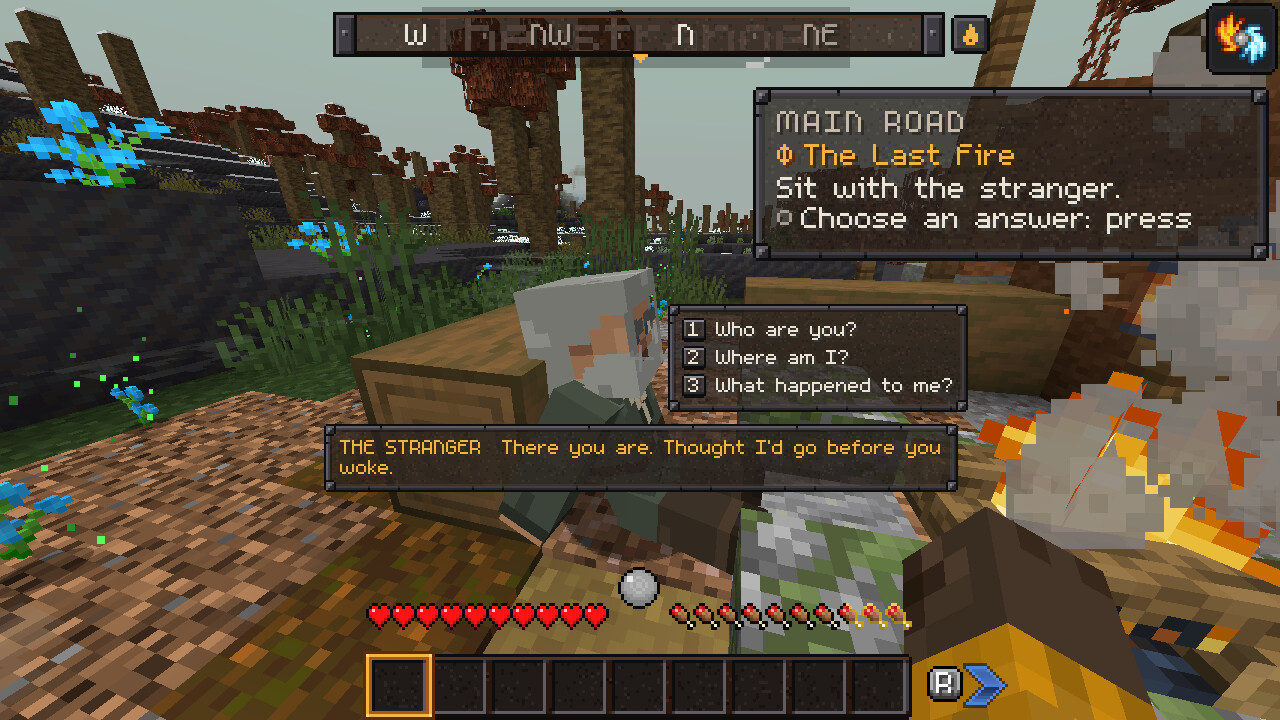 W NW N NE
MAIN ROAD
The Last Fire
Sit with the stranger.
Choose an answer: press
1 Who are you?
2 Where am I?
3 What happened to me?
THE STRANGER There you are. Thought I'd go before you
woke.
R